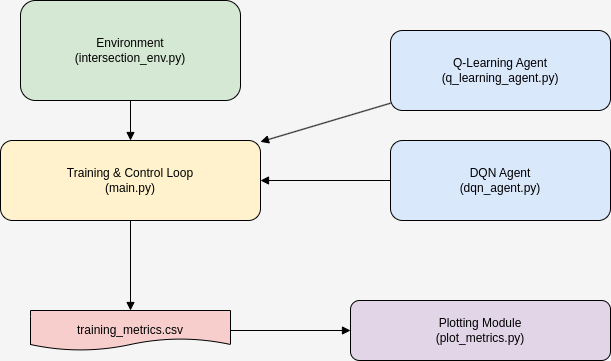 Environment
(intersection_env.py)
Q-Learning Agent
(q_learning_agent.py)
Training & Control Loop
(main.py)
DQN Agent
(dqn_agent.py)
training_metrics.csv
Plotting Module
(plot_metrics.py)